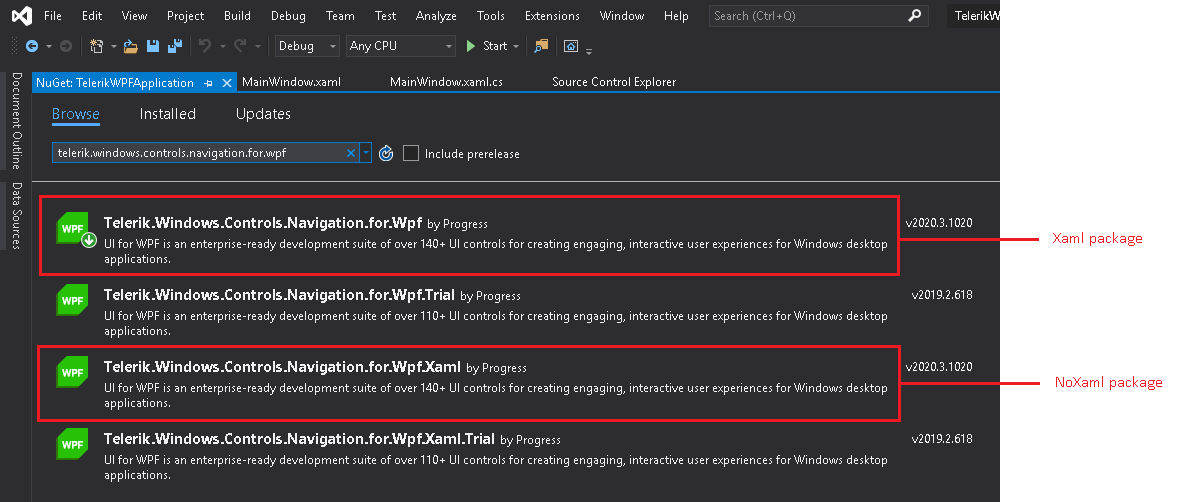 File Edit View Project Build Debug Team Test Analyze Tools Extensions Window Help Search (Ctrl+Q) TelerikW
Debug Any CPU Start
NuGet: TelerikWPFApplication MainWindow.xaml MainWindow.xaml.cs Source Control Explorer
Document Outline
Data Sources
Browse Installed Updates
telerik.windows.controls.navigation.for.wpf Include prerelease
WPF Telerik.Windows.Controls.Navigation.for.Wpf by Progress v2020.3.1020
UI for WPF is an enterprise-ready development suite of over 140+ UI controls for creating engaging, interactive user experiences for Windows desktop
applications.
Xaml package
WPF Telerik.Windows.Controls.Navigation.for.Wpf.Trial by Progress v2019.2.618
UI for WPF is an enterprise-ready development suite of over 110+ UI controls for creating engaging, interactive user experiences for Windows desktop
applications.
WPF Telerik.Windows.Controls.Navigation.for.Wpf.Xaml by Progress v2020.3.1020
UI for WPF is an enterprise-ready development suite of over 140+ UI controls for creating engaging, interactive user experiences for Windows desktop
applications.
NoXaml package
WPF Telerik.Windows.Controls.Navigation.for.Wpf.Xaml.Trial by Progress v2019.2.618
UI for WPF is an enterprise-ready development suite of over 110+ UI controls for creating engaging, interactive user experiences for Windows desktop
applications.